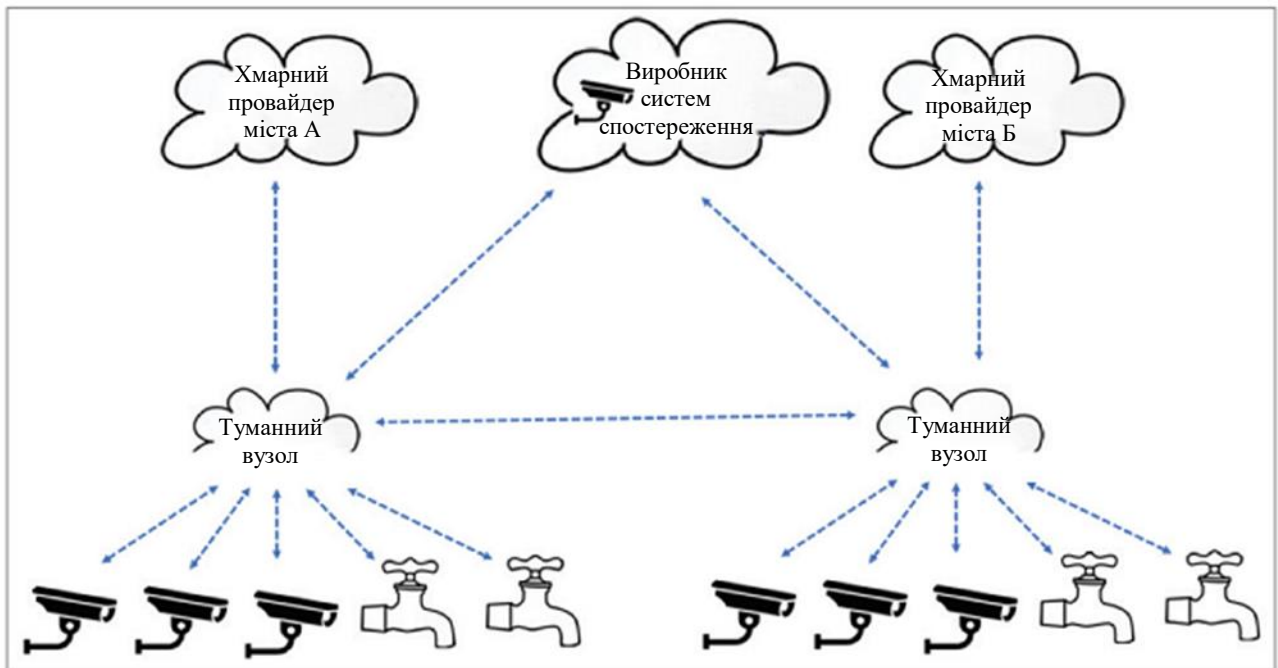 Хмарний
провайдер
міста А
Виробник
систем
спостереження
Хмарний
провайдер
міста Б
Туманний
вузол
Туманний
вузол